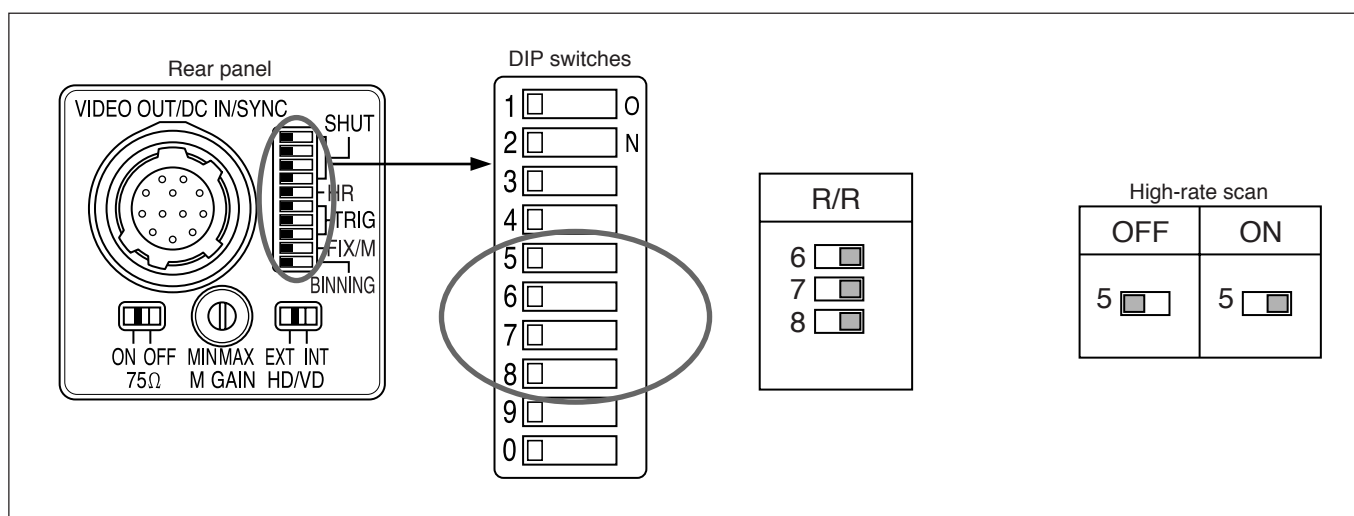 Rear panel
VIDEO OUT/DC IN/SYNC
SHUT
HR
TRIG
FIX/M
BINNING
ON OFF
75Ω
MIN MAX
M GAIN
EXT INT
HD/VD
DIP switches
1 O
2 N
3
4
5
6
7
8
9
0
R/R
6
7
8
High-rate scan
OFF ON
5 5